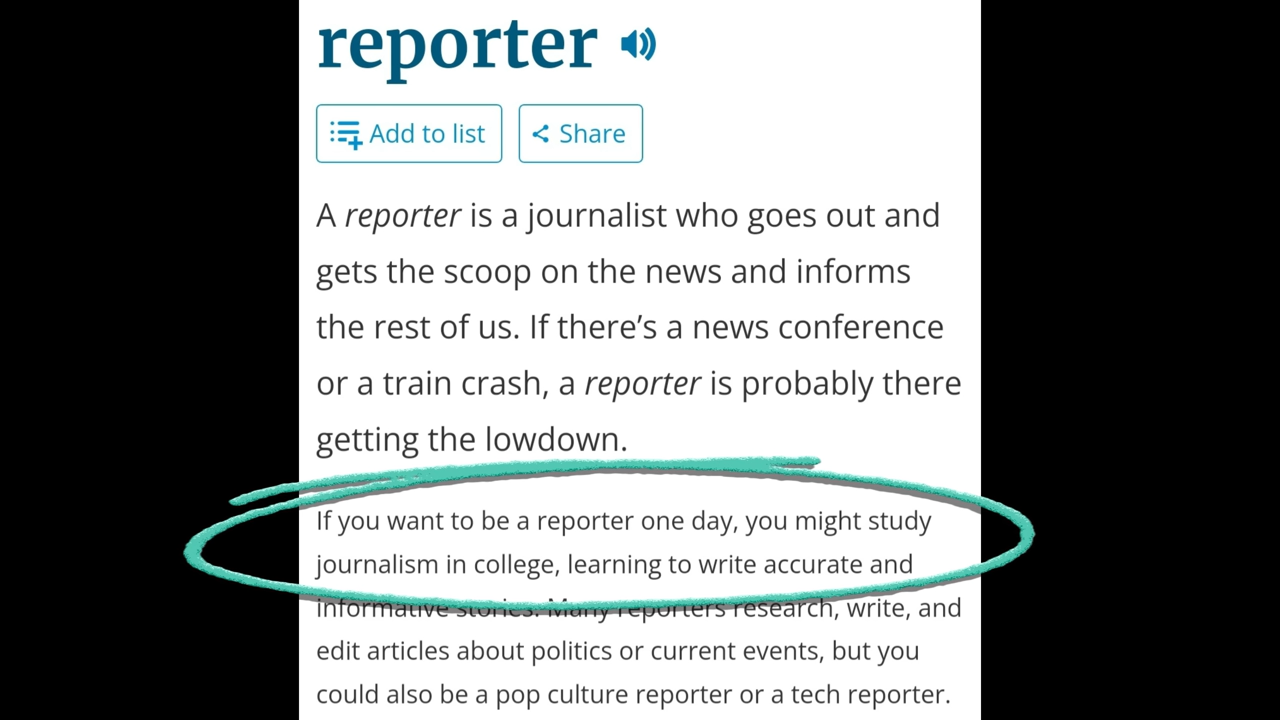 reporter
Add to list
Share
A reporter is a journalist who goes out and
gets the scoop on the news and informs
the rest of us. If there's a news conference
or a train crash, a reporter is probably there
getting the lowdown.
If you want to be a reporter one day, you might study
journalism in college, learning to write accurate and
informative stories. Many reporters research, write, and
edit articles about politics or current events, but you
could also be a pop culture reporter or a tech reporter.